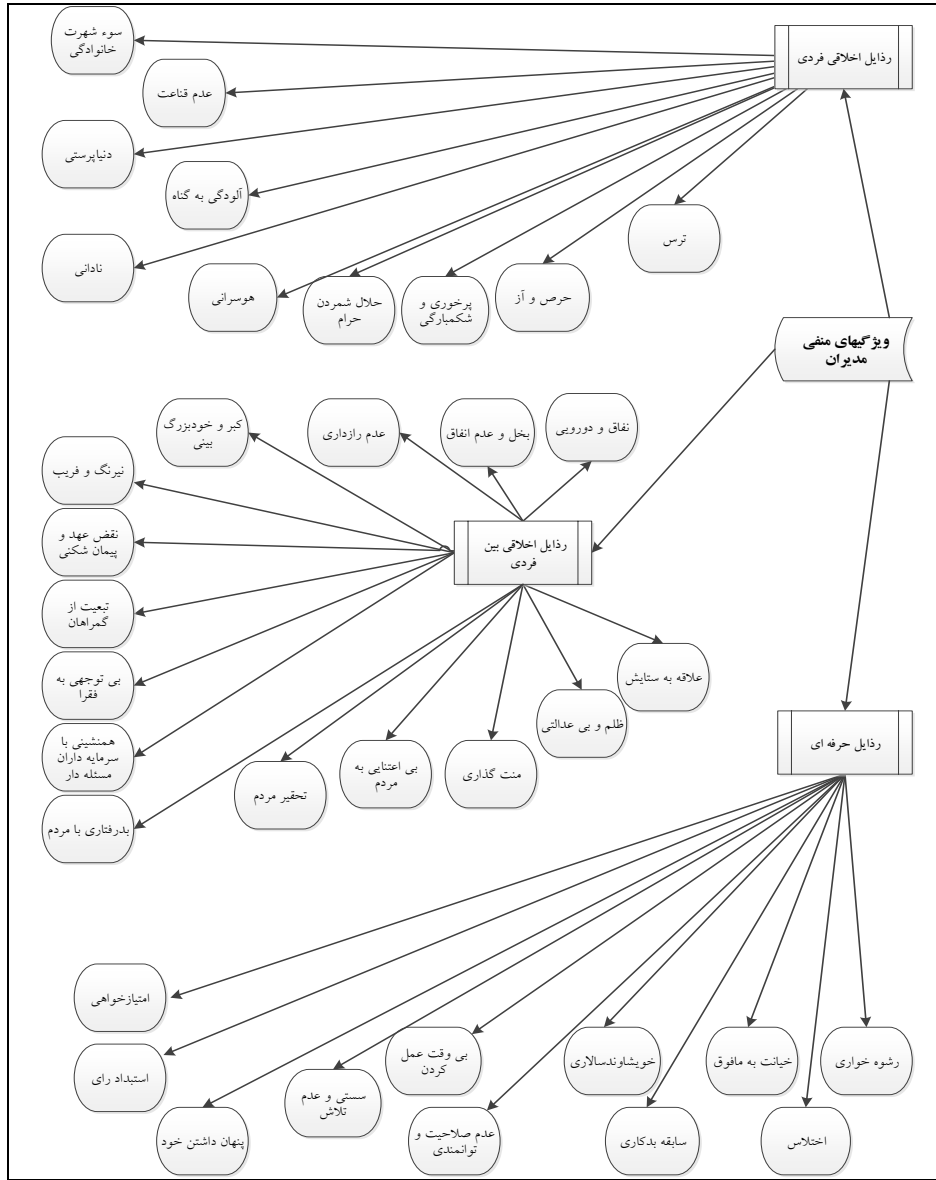 رذایل اخلاقی فردی
سوء شهرت
خانوادگی
عدم قناعت
دنیاپرستی
آلودگی به گناه
نادانی
ترس
حرص و آز
پرخوری و
شکمبارگی
حلال شمردن
حرام
هوسرانی
ویژگیهای منفی
مدیران
نفاق و دورویی
بخل و عدم انفاق
عدم رازداری
کبر و خودبزرگ
بینی
نیرنگ و فریب
رذایل اخلاقی بین
فردی
نقض عهد و
پیمان شکنی
تبعیت از
گمراهان
بی توجهی به
فقرا
همنشینی با
سرمایه داران
مسئله دار
بدرفتاری با مردم
علاقه به ستایش
ظلم و بی عدالتی
منت گذاری
بی اعتنایی به
مردم
تحقیر مردم
رذایل حرفه ای
امتیازخواهی
استبداد رای
پنهان داشتن خود
سستی و عدم
تلاش
بی وقت عمل
کردن
عدم صلاحیت و
توانمندی
خویشاوندسالاری
سابقه بدکاری
خیانت به مافوق
اختلاس
رشوه خواری